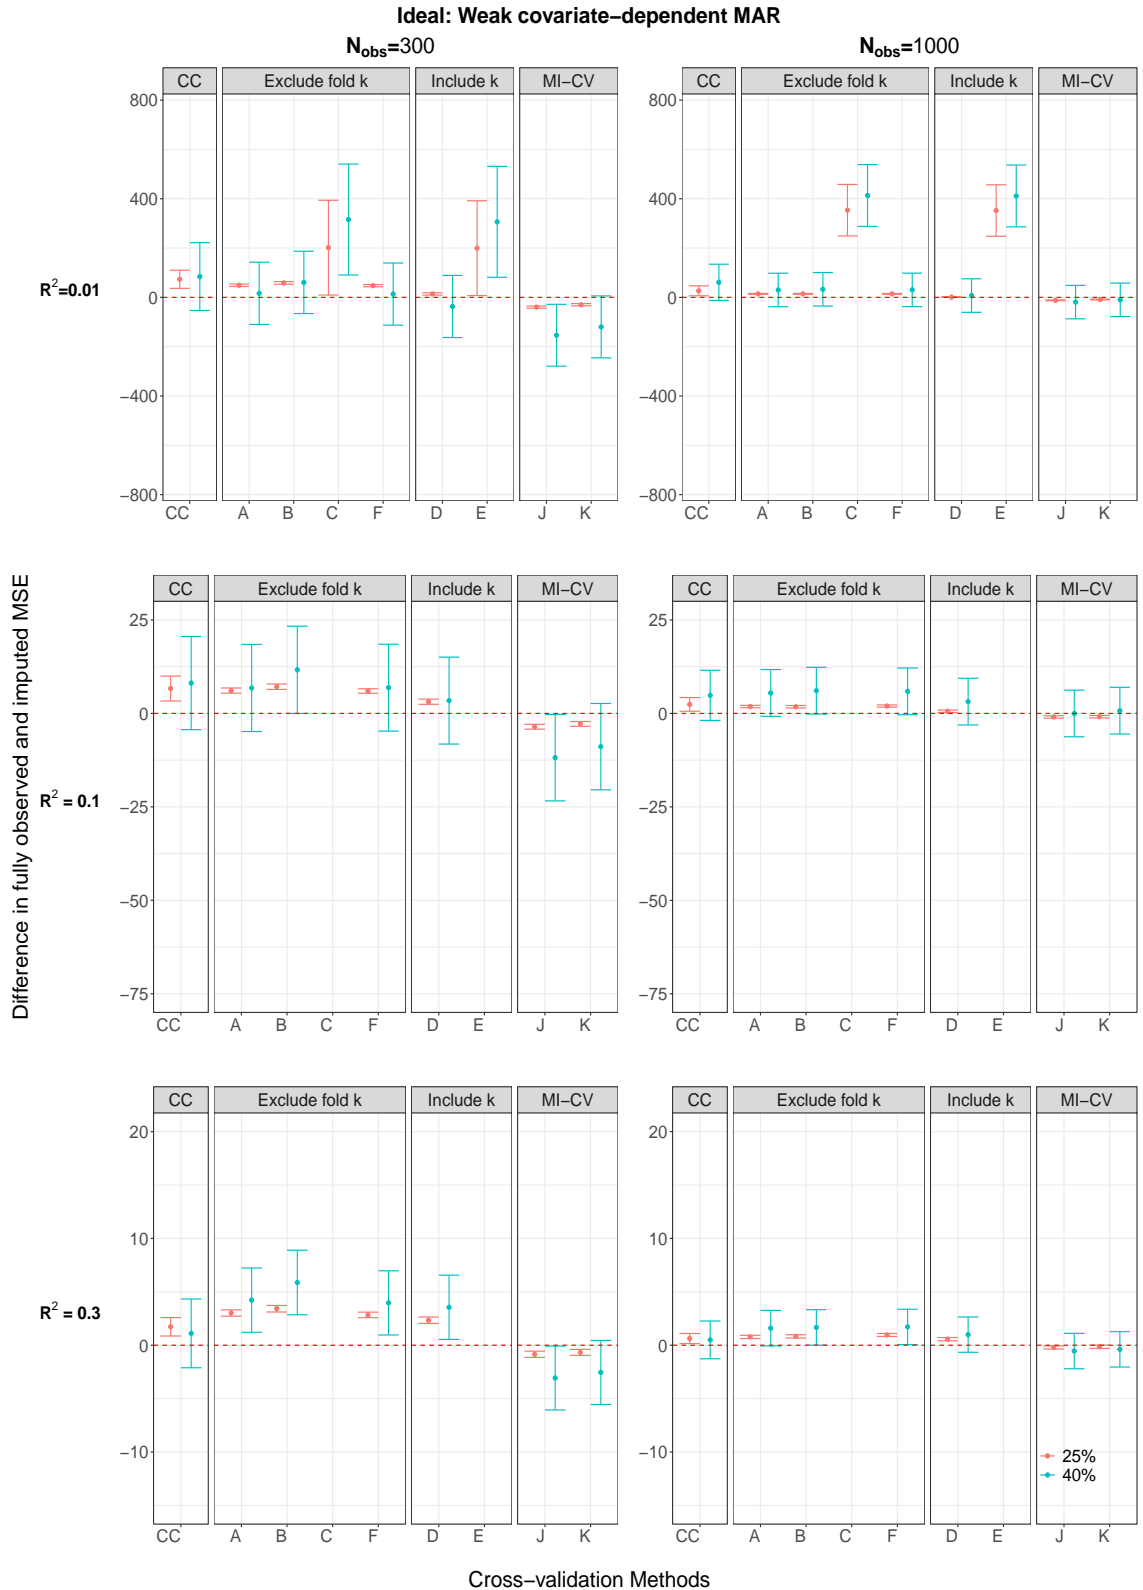 Ideal: Weak covariate−dependent MAR
Nobs=300 Nobs=1000
CC Exclude fold k Include k MI−CV CC Exclude fold k Include k MI−CV
800 800
400 400
R²=0.01 0 0
−400 −400
−800 −800
CC A B C F D E J K CC A B C F D E J K
Difference in fully observed and imputed MSE
CC Exclude fold k Include k MI−CV CC Exclude fold k Include k MI−CV
25 25
0 0
−25 −25
R² = 0.1
−50 −50
−75 −75
CC A B C F D E J K CC A B C F D E J K
CC Exclude fold k Include k MI−CV CC Exclude fold k Include k MI−CV
20 20
10 10
R² = 0.3
0 0
−10 −10
25%
40%
CC A B C F D E J K CC A B C F D E J K
Cross−validation Methods